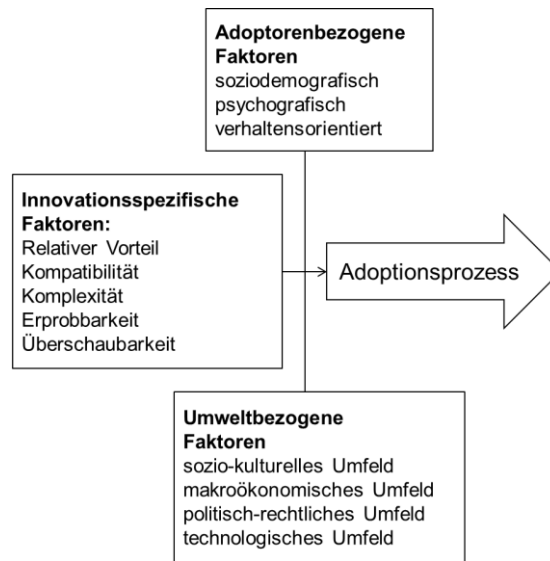 Adoptorenbezogene
Faktoren
soziodemografisch
psychografisch
verhaltensorientiert
Innovationsspezifische
Faktoren:
Relativer Vorteil
Kompatibilität
Komplexität
Erprobbarkeit
Überschaubarkeit
Adoptionsprozess
Umweltbezogene
Faktoren
sozio-kulturelles Umfeld
makroökonomisches Umfeld
politisch-rechtliches Umfeld
technologisches Umfeld